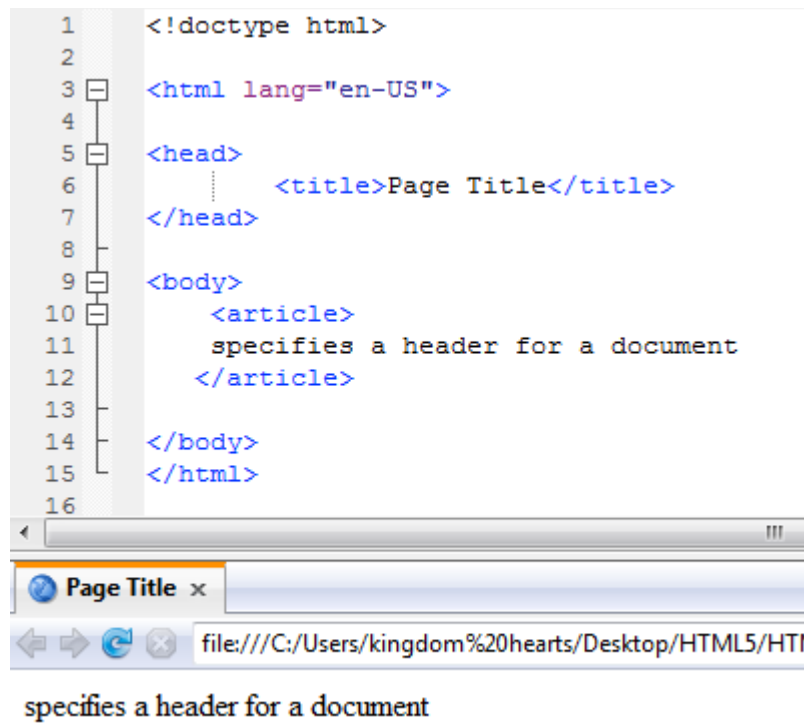 1 <!doctype html>
2
3 <html lang="en-US">
4
5 <head>
6 <title>Page Title</title>
7 </head>
8
9 <body>
10 <article>
11 specifies a header for a document
12 </article>
13
14 </body>
15 </html>
16
Page Title x
file:///C:/Users/kingdom%20hearts/Desktop/HTML5/HT
specifies a header for a document